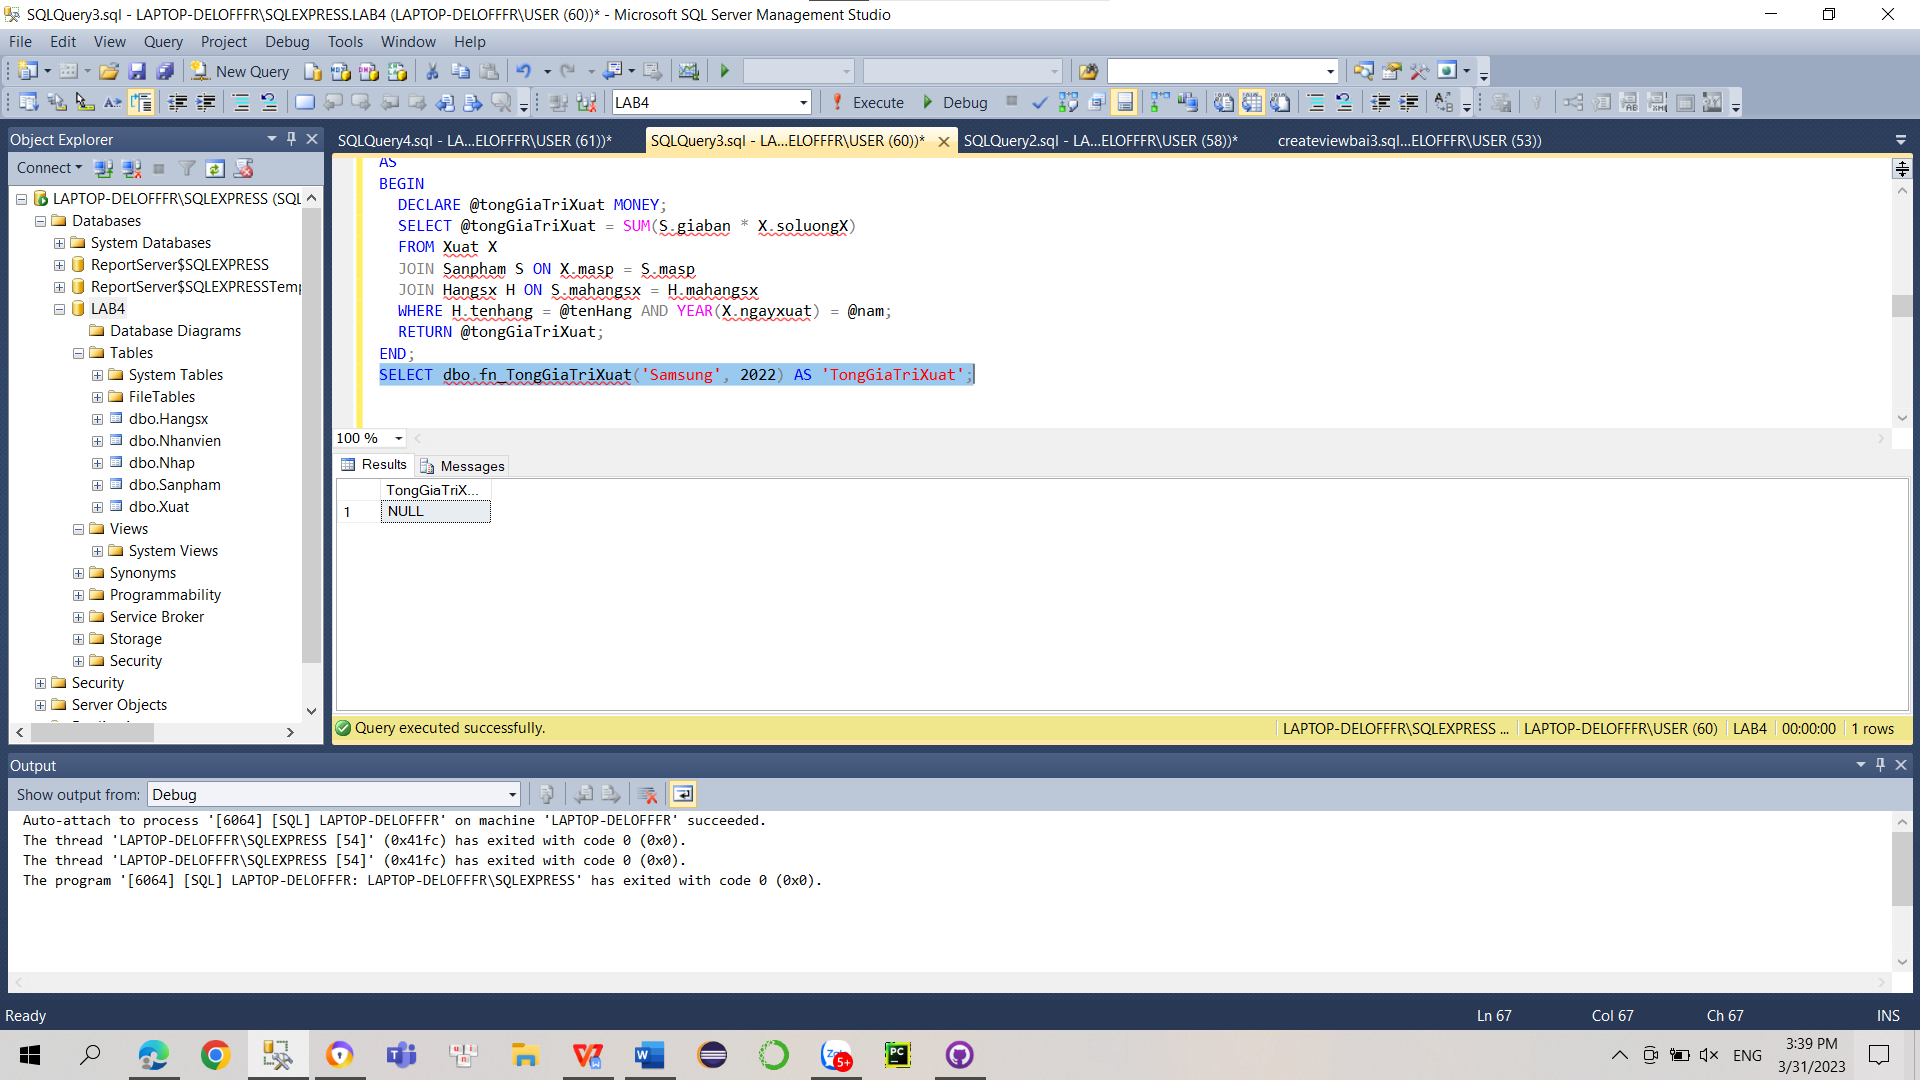 SQLQuery3.sql - LAPTOP-DELOFFFR\SQLEXPRESS.LAB4 (LAPTOP-DELOFFFR\USER (60))* - Microsoft SQL Server Management Studio
File Edit View Query Project Debug Tools Window Help
New Query
LAB4 Execute Debug
Object Explorer
Connect
LAPTOP-DELOFFFR\SQLEXPRESS (SQL
Databases
System Databases
ReportServer$SQLEXPRESS
ReportServer$SQLEXPRESSTemp
LAB4
Database Diagrams
Tables
System Tables
FileTables
dbo.Hangsx
dbo.Nhanvien
dbo.Nhap
dbo.Sanpham
dbo.Xuat
Views
System Views
Synonyms
Programmability
Service Broker
Storage
Security
Security
Server Objects
SQLQuery4.sql - LA...ELOFFFR\USER (61))* SQLQuery3.sql - LA...ELOFFFR\USER (60))* SQLQuery2.sql - LA...ELOFFFR\USER (58))* createviewbai3.sql...ELOFFFR\USER (53))
AS
BEGIN
DECLARE @tongGiaTriXuat MONEY;
SELECT @tongGiaTriXuat = SUM(S.giaban * X.soluongX)
FROM Xuat X
JOIN Sanpham S ON X.masp = S.masp
JOIN Hangsx H ON S.mahangsx = H.mahangsx
WHERE H.tenhang = @tenHang AND YEAR(X.ngayxuat) = @nam;
RETURN @tongGiaTriXuat;
END;
SELECT dbo.fn_TongGiaTriXuat('Samsung', 2022) AS 'TongGiaTriXuat';
100 %
Results Messages
TongGiaTriX...
1 NULL
Query executed successfully. LAPTOP-DELOFFFR\SQLEXPRESS ... LAPTOP-DELOFFFR\USER (60) LAB4 00:00:00 1 rows
Output
Show output from: Debug
Auto-attach to process '[6064] [SQL] LAPTOP-DELOFFFR' on machine 'LAPTOP-DELOFFFR' succeeded.
The thread 'LAPTOP-DELOFFFR\SQLEXPRESS [54]' (0x41fc) has exited with code 0 (0x0).
The thread 'LAPTOP-DELOFFFR\SQLEXPRESS [54]' (0x41fc) has exited with code 0 (0x0).
The program '[6064] [SQL] LAPTOP-DELOFFFR: LAPTOP-DELOFFFR\SQLEXPRESS' has exited with code 0 (0x0).
Ready Ln 67 Col 67 Ch 67 INS
5+
PC
ENG
3:39 PM
3/31/2023